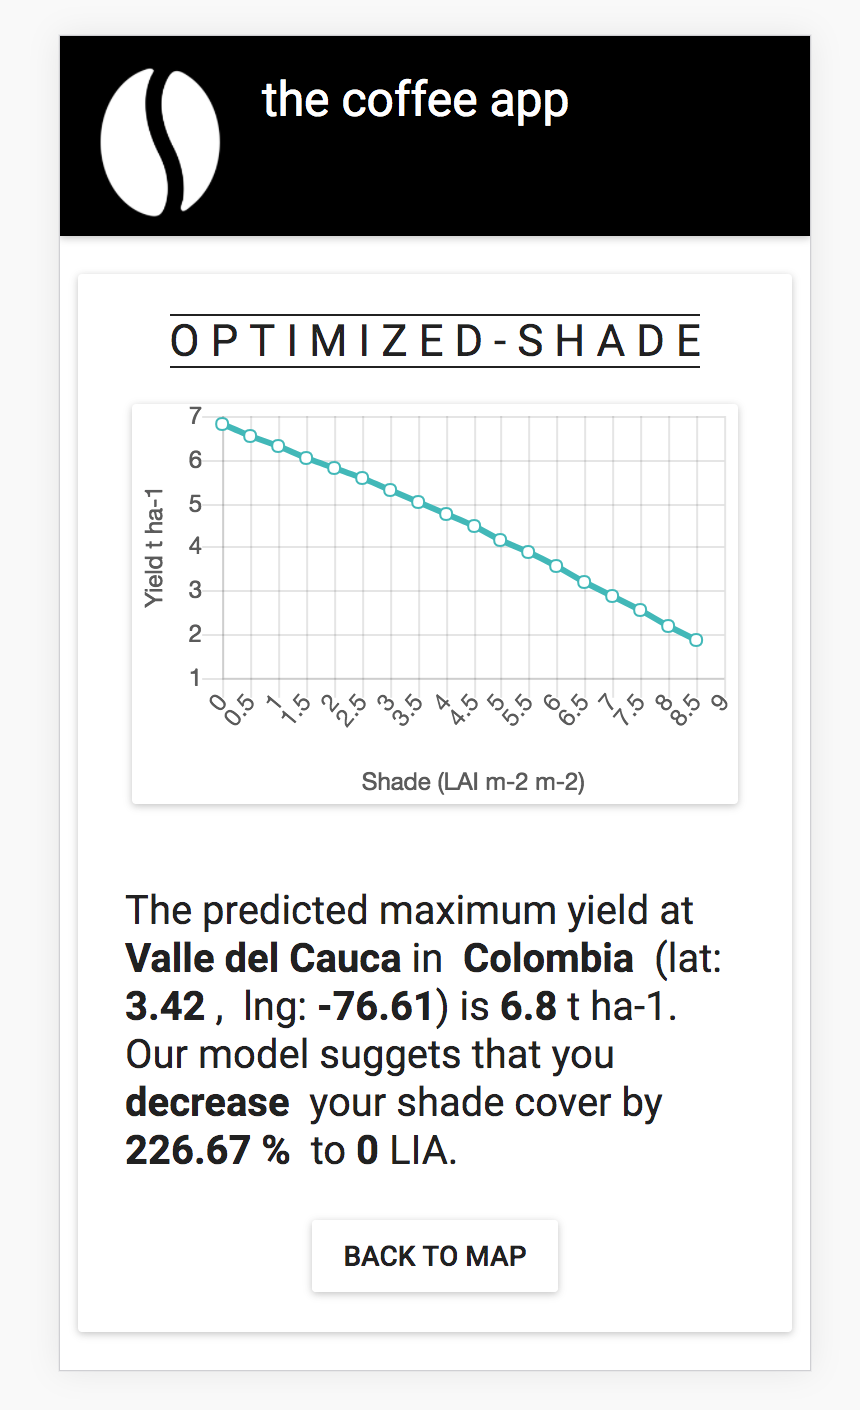 the coffee app
OPTIMIZED-SHADE
7
6
5
4
3
2
1
Yield t ha-1
0 0.5 1 1.5 2 2.5 3 3.5 4 4.5 5 5.5 6 6.5 7 7.5 8 8.5 9
Shade (LAI m-2 m-2)
The predicted maximum yield at
Valle del Cauca in Colombia (lat:
3.42 , lng: -76.61) is 6.8 t ha-1.
Our model suggets that you
decrease your shade cover by
226.67 % to 0 LIA.
BACK TO MAP